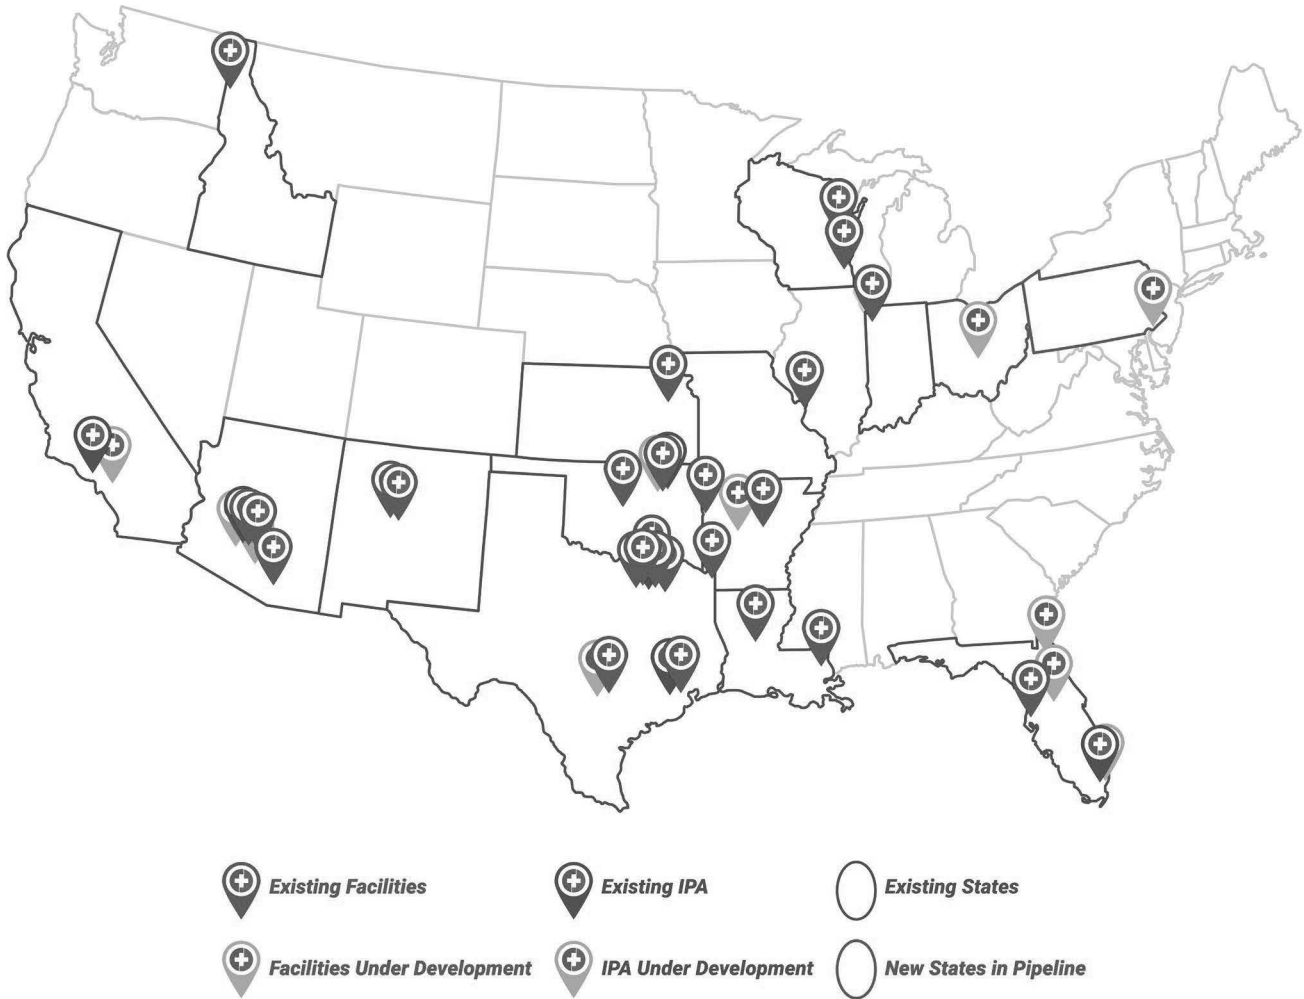 Existing Facilities
Existing IPA
Existing States
Facilities Under Development
IPA Under Development
New States in Pipeline